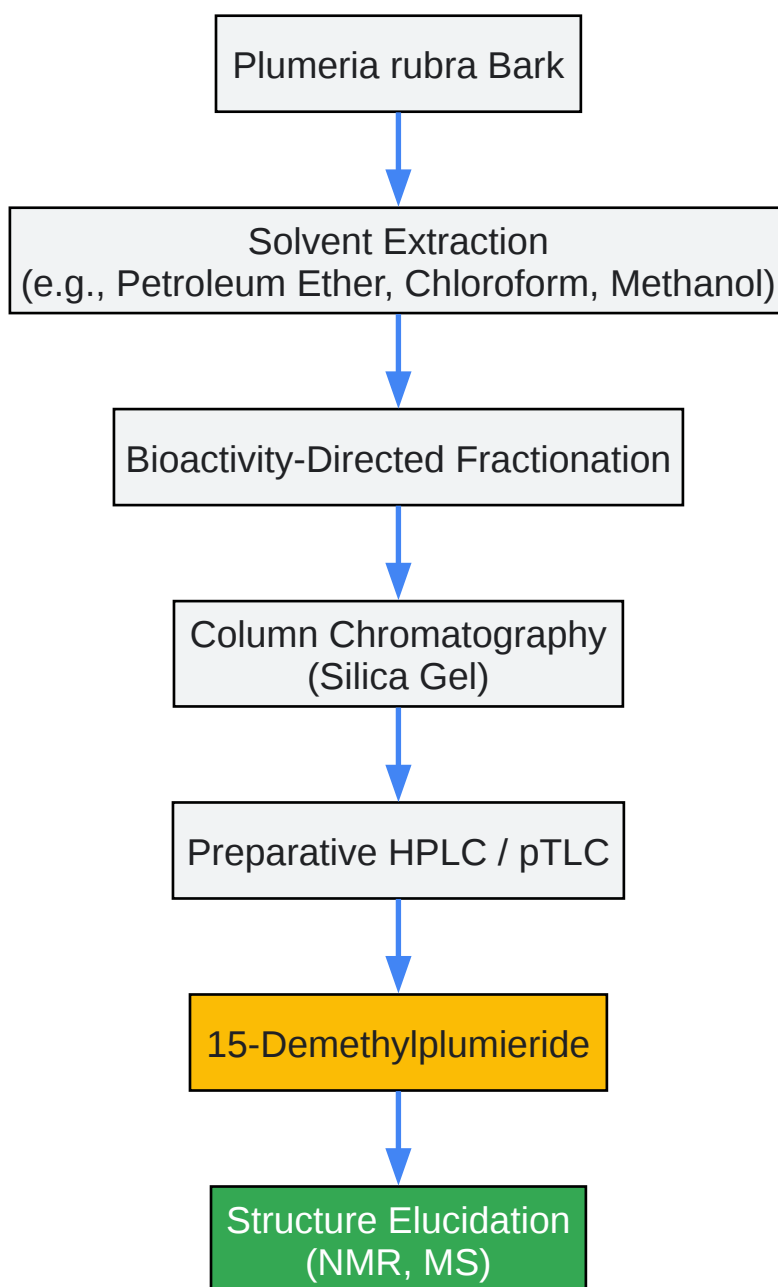 Plumeria rubra Bark
Solvent Extraction
(e.g., Petroleum Ether, Chloroform, Methanol)
Bioactivity-Directed Fractionation
Column Chromatography
(Silica Gel)
Preparative HPLC / pTLC
15-Demethylplumieride
Structure Elucidation
(NMR, MS)